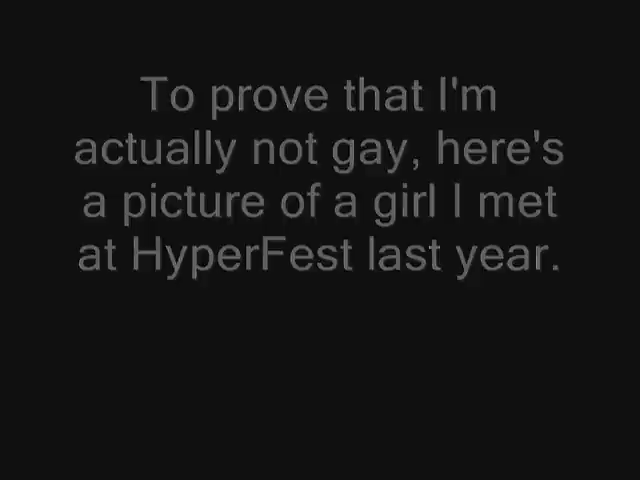 To prove that I'm
actually not gay, here's
a picture of a girl I met
at HyperFest last year.